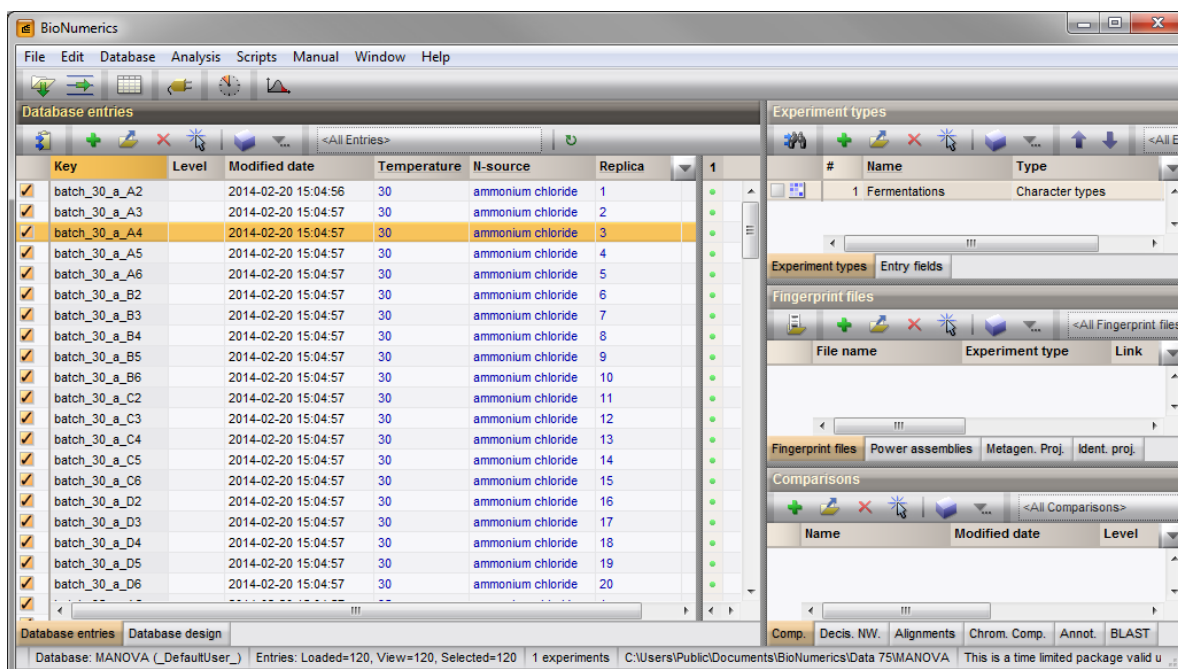 BioNumerics
File Edit Database Analysis Scripts Manual Window Help
Database entries
<All Entries>
Key Level Modified date Temperature N-source Replica 1
batch_30_a_A2 2014-02-20 15:04:56 30 ammonium chloride 1
batch_30_a_A3 2014-02-20 15:04:57 30 ammonium chloride 2
batch_30_a_A4 2014-02-20 15:04:57 30 ammonium chloride 3
batch_30_a_A5 2014-02-20 15:04:57 30 ammonium chloride 4
batch_30_a_A6 2014-02-20 15:04:57 30 ammonium chloride 5
batch_30_a_B2 2014-02-20 15:04:57 30 ammonium chloride 6
batch_30_a_B3 2014-02-20 15:04:57 30 ammonium chloride 7
batch_30_a_B4 2014-02-20 15:04:57 30 ammonium chloride 8
batch_30_a_B5 2014-02-20 15:04:57 30 ammonium chloride 9
batch_30_a_B6 2014-02-20 15:04:57 30 ammonium chloride 10
batch_30_a_C2 2014-02-20 15:04:57 30 ammonium chloride 11
batch_30_a_C3 2014-02-20 15:04:57 30 ammonium chloride 12
batch_30_a_C4 2014-02-20 15:04:57 30 ammonium chloride 13
batch_30_a_C5 2014-02-20 15:04:57 30 ammonium chloride 14
batch_30_a_C6 2014-02-20 15:04:57 30 ammonium chloride 15
batch_30_a_D2 2014-02-20 15:04:57 30 ammonium chloride 16
batch_30_a_D3 2014-02-20 15:04:57 30 ammonium chloride 17
batch_30_a_D4 2014-02-20 15:04:57 30 ammonium chloride 18
batch_30_a_D5 2014-02-20 15:04:57 30 ammonium chloride 19
batch_30_a_D6 2014-02-20 15:04:57 30 ammonium chloride 20
Database entries Database design
Experiment types
<All E
# Name Type
1 Fermentations Character types
Experiment types Entry fields
Fingerprint files
<All Fingerprint files
File name Experiment type Link
Fingerprint files Power assemblies Metagen. Proj. Ident. proj.
Comparisons
<All Comparisons>
Name Modified date Level
Comp. Decis. NW. Alignments Chrom. Comp. Annot. BLAST
Database: MANOVA (_DefaultUser_) Entries: Loaded=120, View=120, Selected=120 1 experiments C:\Users\Public\Documents\BioNumerics\Data 75\MANOVA This is a time limited package valid u